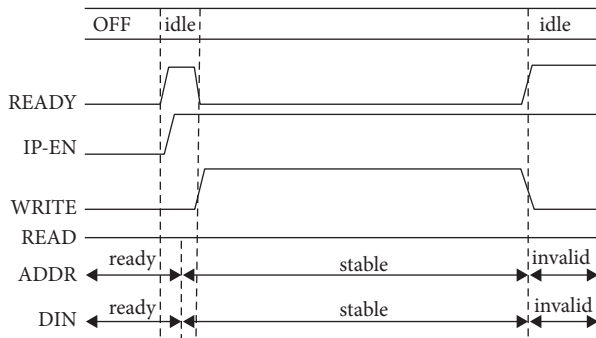 OFF idle idle
READY
IP-EN
WRITE
READ
ready stable invalid
ADDR
ready stable invalid
DIN